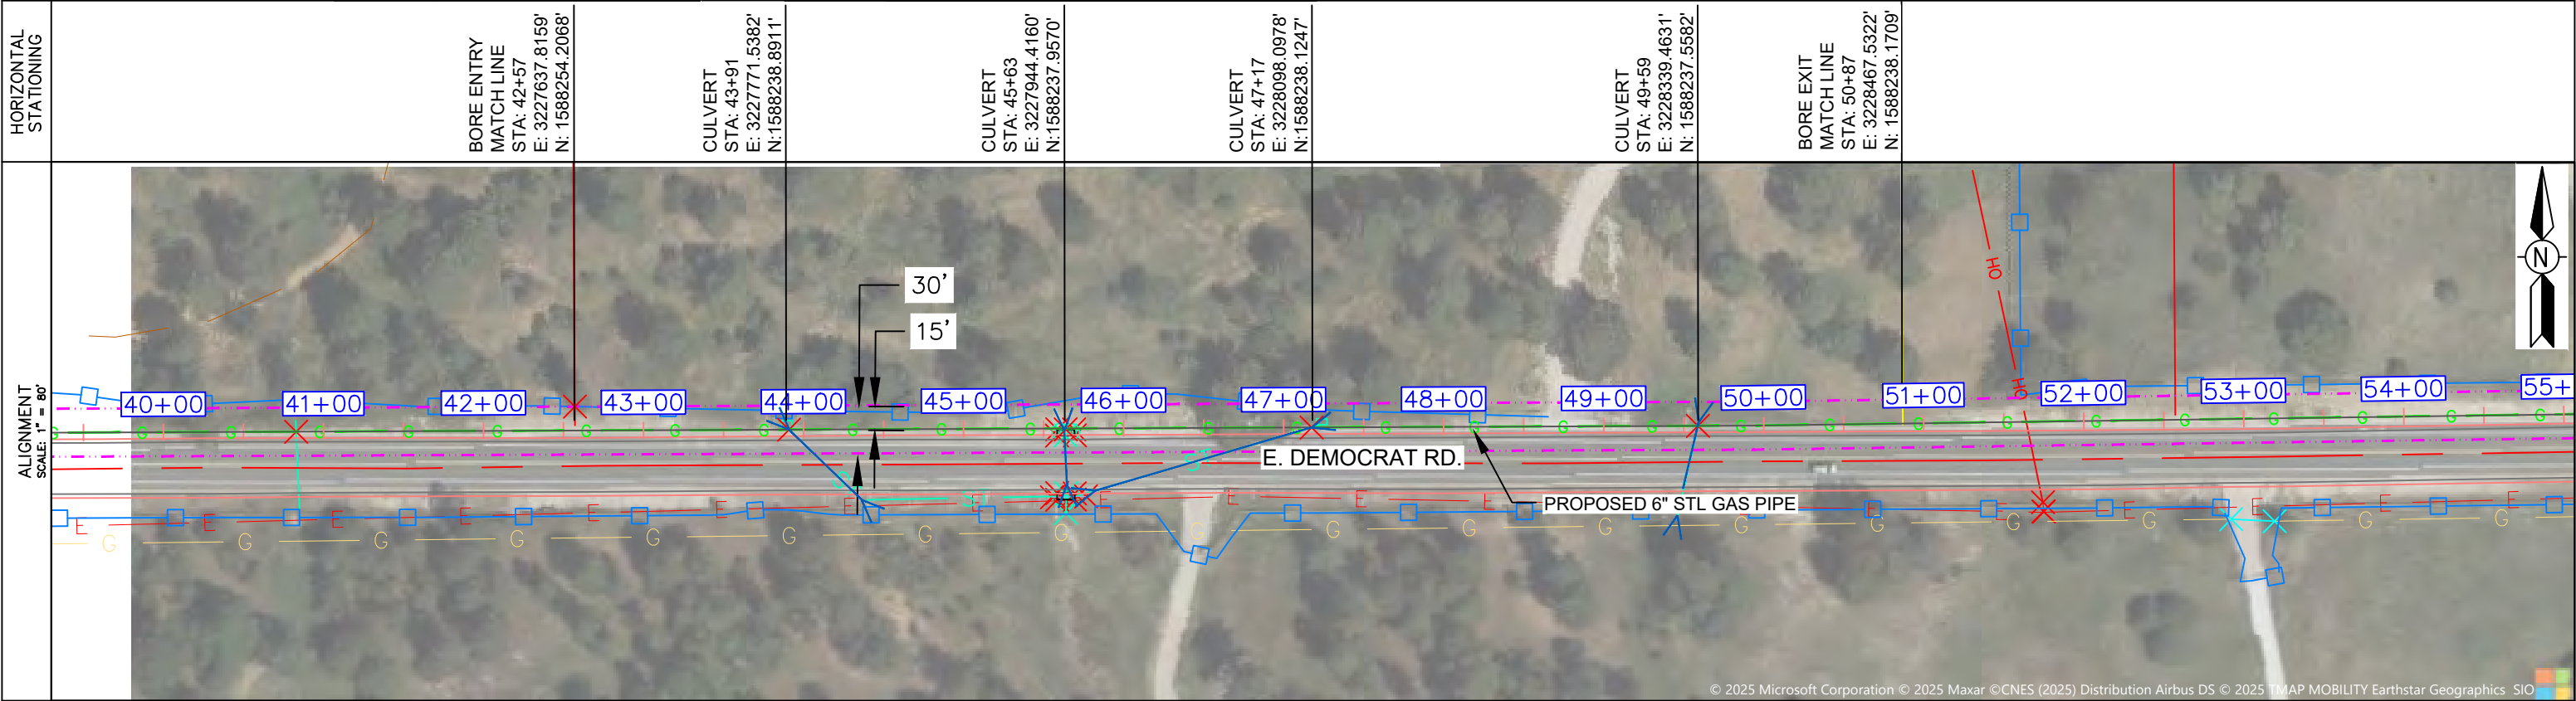 HORIZONTAL
STATIONING
BORE ENTRY
MATCH LINE
STA: 42+57
E: 3227637.8159'
N: 1588254.2068'
CULVERT
STA: 43+91
E: 3227771.5382'
N:1588238.8911'
CULVERT
STA: 45+63
E: 3227944.4160'
N:1588237.9570'
CULVERT
STA: 47+17
E: 3228098.0978'
N:1588238.1247'
CULVERT
STA: 49+59
E: 3228339.4631'
N: 1588237.5582'
BORE EXIT
MATCH LINE
STA: 50+87
E: 3228467.5322'
N: 1588238.1709'
ALIGNMENT
SCALE: 1" = 80'
N
30'
15'
OH
OH
40+00 41+00 42+00 43+00 44+00 45+00 46+00 47+00 48+00 49+00 50+00 51+00 52+00 53+00 54+00 55+
G G G G G G G G G G G G G G G G G G G G G G G G G G G G
E. DEMOCRAT RD.
PROPOSED 6" STL GAS PIPE
E E E E E E E E E E E E E E E
G G G G G G G G G G G G G G G G G G
© 2025 Microsoft Corporation © 2025 Maxar ©CNES (2025) Distribution Airbus DS © 2025 TMAP MOBILITY Earthstar Geographics SIO